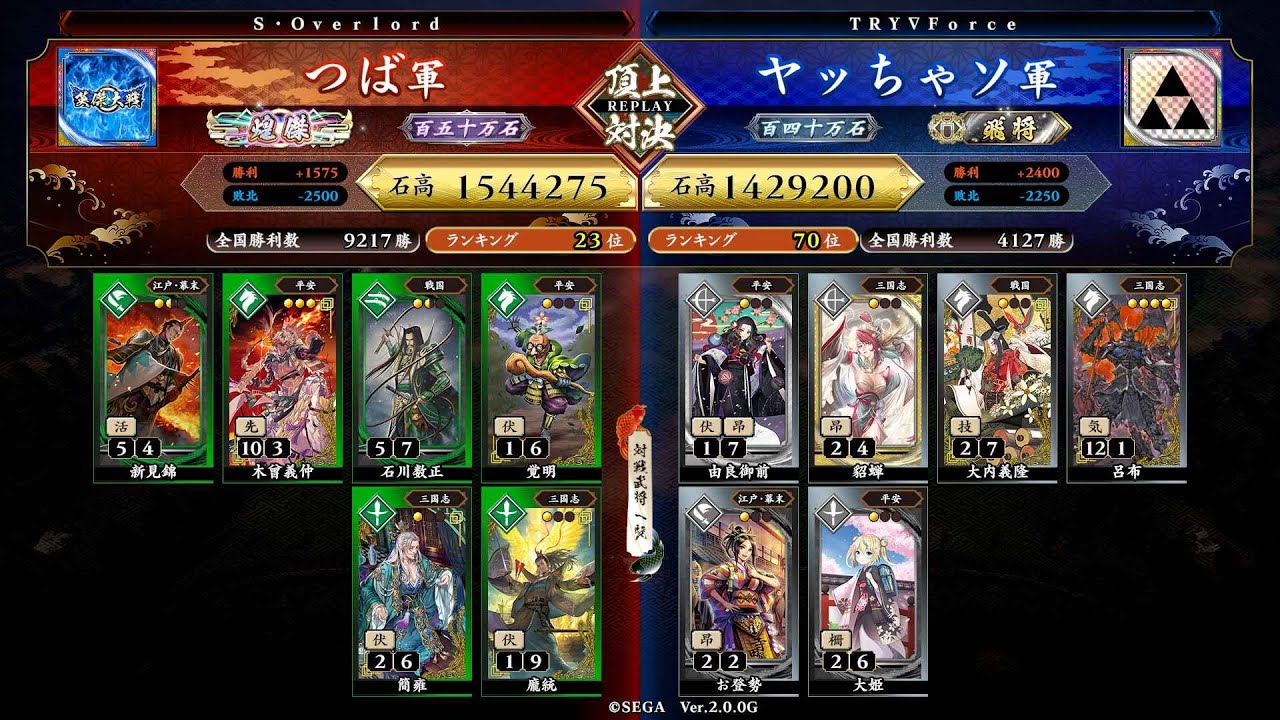 S・Overlord
TRY∇Force
つば軍
ヤッちゃソ軍
英傑大戦
頂上
REPLAY
対決
煌傑
百五十万石
百四十万石
飛将
勝利 +1575
敗北 -2500
石高 1544275
石高 1429200
勝利 +2400
敗北 -2250
全国勝利数 9217勝
ランキング 23位
ランキング 70位
全国勝利数 4127勝
江戸・幕末
平安
戦国
平安
平安
三国志
戦国
三国志
活
先
伏
伏 昂
昂
技
気
5 4
10 3
5 7
1 6
1 7
2 4
2 7
12 1
新見錦
木曾義仲
石川数正
覚明
由良御前
貂蟬
大内義隆
呂布
対戦武将一覧
三国志
三国志
江戸・幕末
平安
伏
伏
昂
柵
2 6
1 9
2 2
2 6
簡雍
龐統
お登勢
大姫
©SEGA Ver.2.0.0G